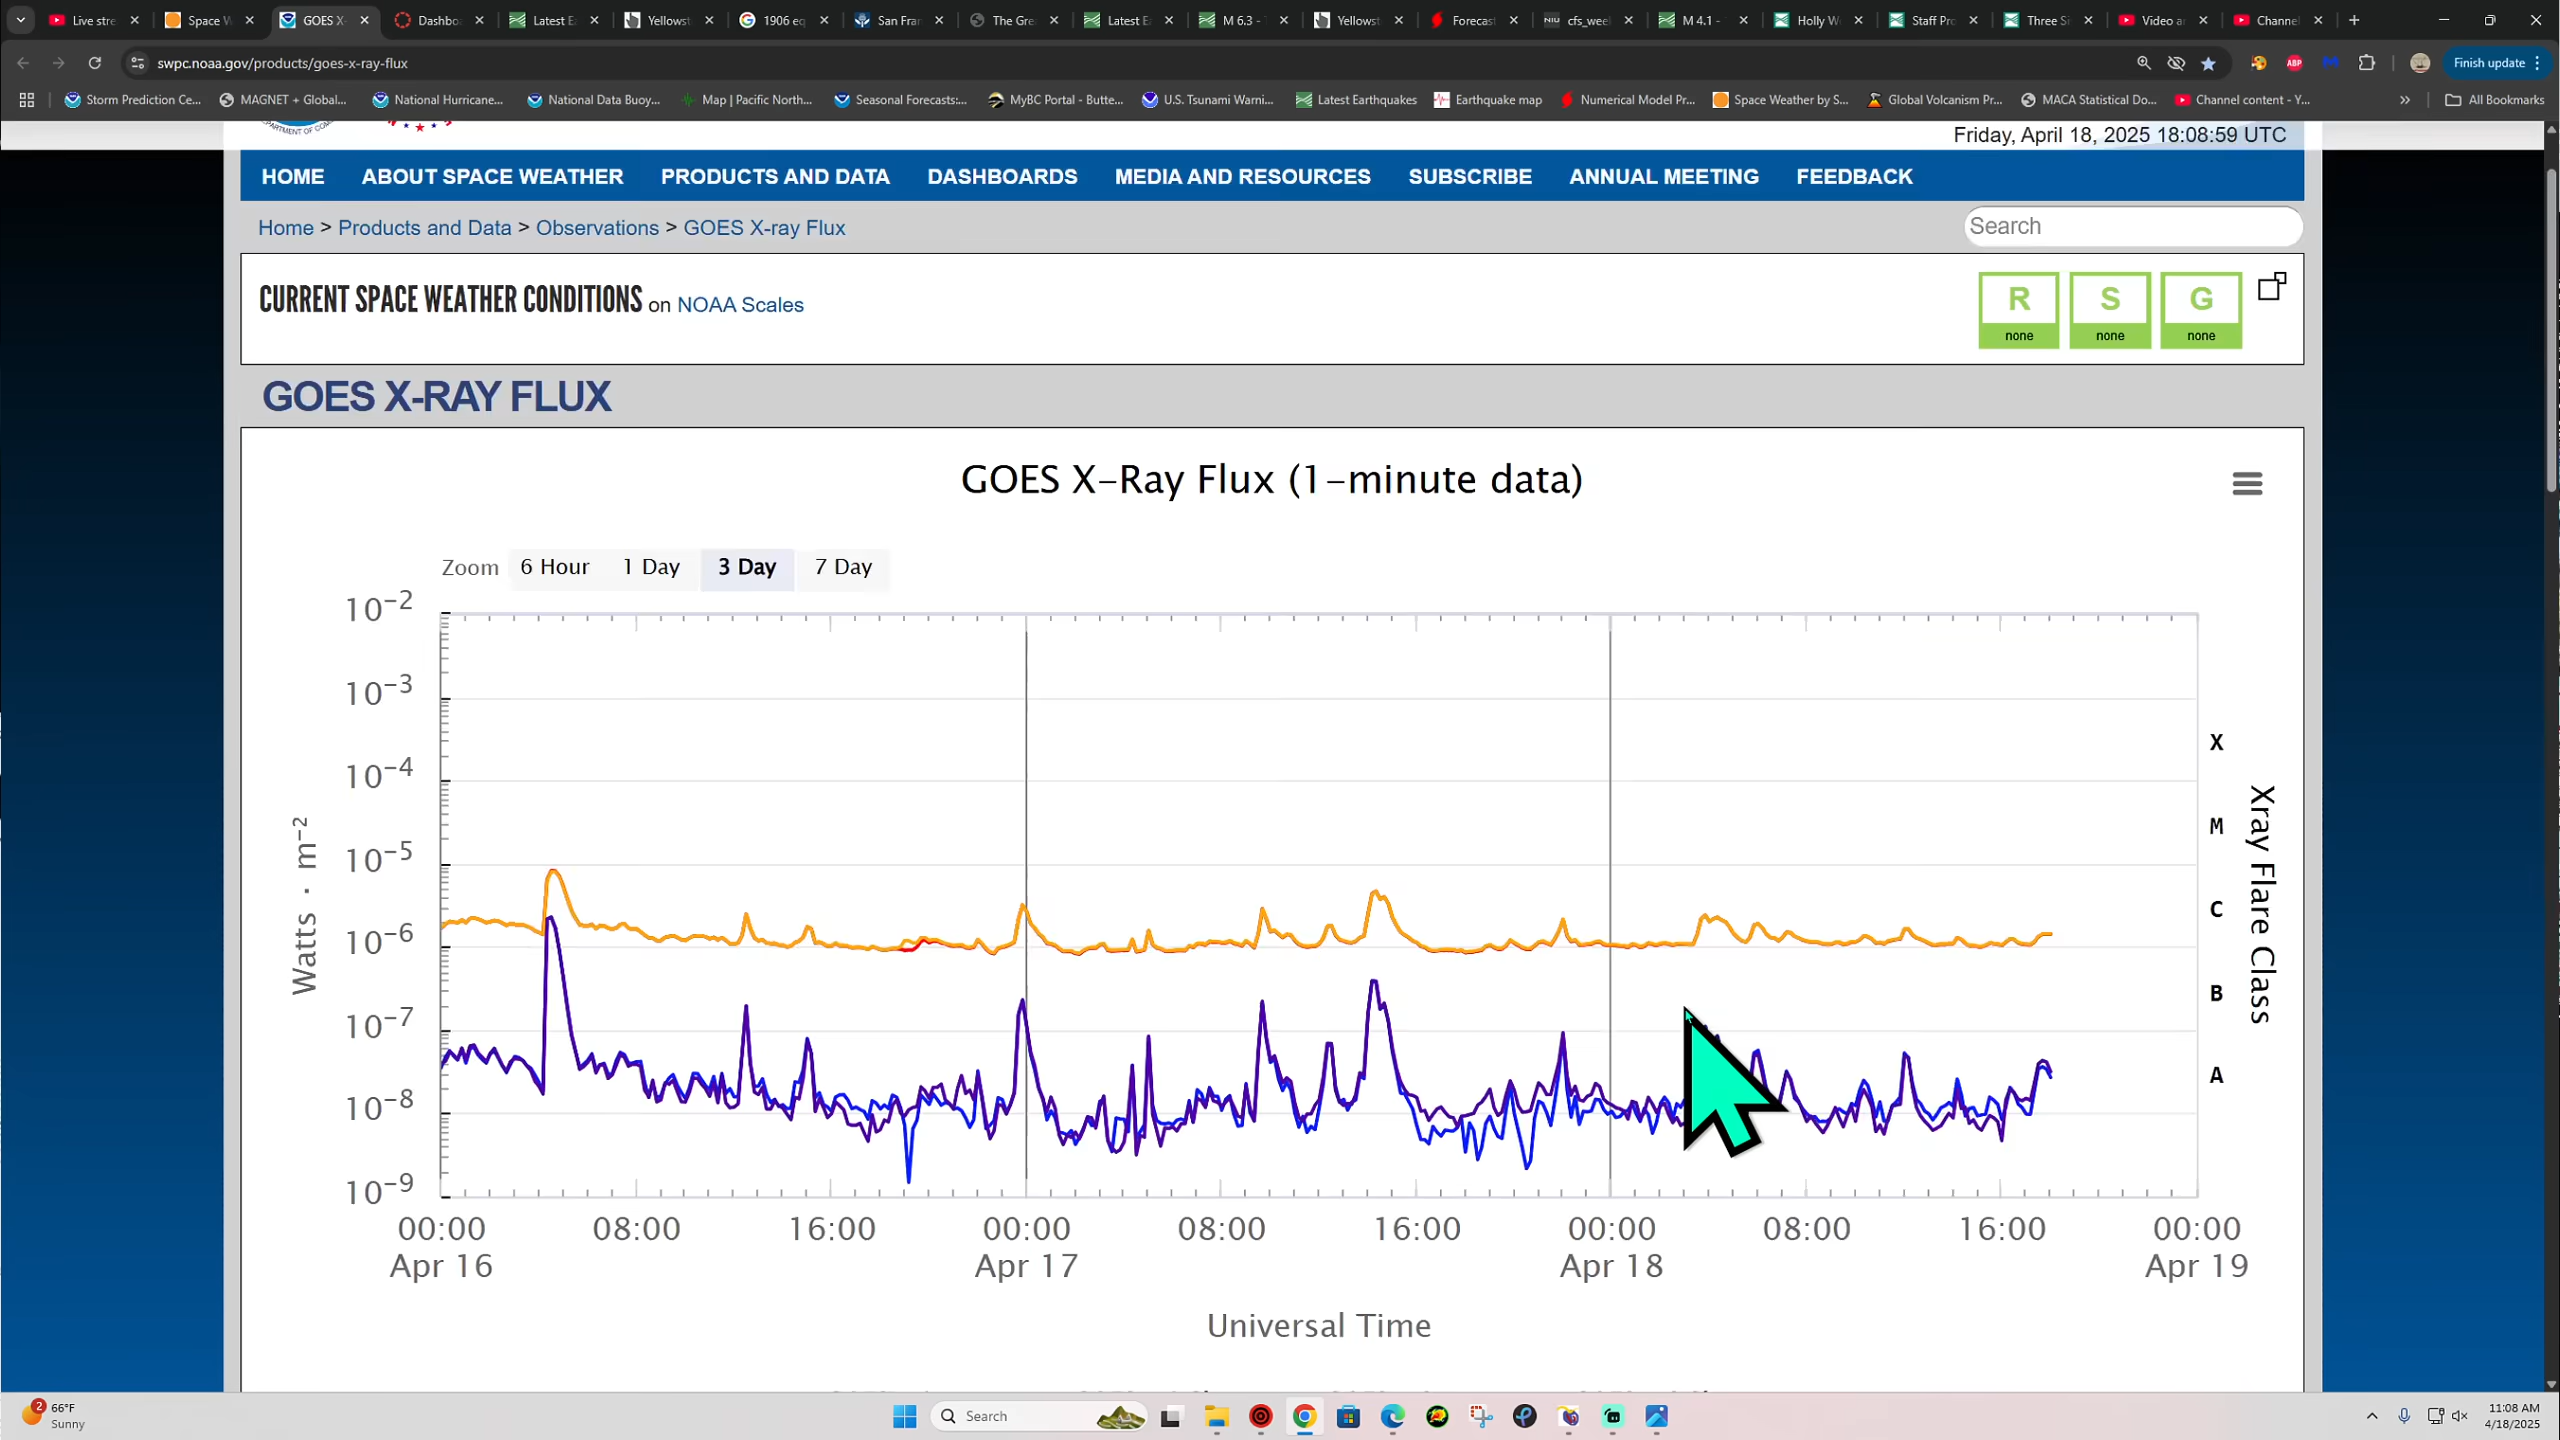 Live stre
Space W
GOES X-
Dashbo
Latest E
Yellowst
1906 eq
San Fran
The Gre
Latest E
M 6.3 -
Yellowst
Forecast
NIU cfs_wee
M 4.1 -
Holly W
Staff Pro
Three Si
Video a
Channel
swpc.noaa.gov/products/goes-x-ray-flux
ABP
Finish update
Storm Prediction Ce...
MAGNET + Global...
National Hurricane...
National Data Buoy...
Map | Pacific North...
Seasonal Forecasts:...
MyBC Portal - Butte...
U.S. Tsunami Warni...
Latest Earthquakes
Earthquake map
Numerical Model Pr...
Space Weather by S...
Global Volcanism Pr...
MACA Statistical Do...
Channel content - Y...
All Bookmarks
Friday, April 18, 2025 18:08:59 UTC
HOME ABOUT SPACE WEATHER PRODUCTS AND DATA DASHBOARDS MEDIA AND RESOURCES SUBSCRIBE ANNUAL MEETING FEEDBACK
Home > Products and Data > Observations > GOES X-ray Flux
Search
CURRENT SPACE WEATHER CONDITIONS on NOAA Scales
R S G
none none none
GOES X-RAY FLUX
GOES X-Ray Flux (1-minute data)
Zoom 6 Hour 1 Day 3 Day 7 Day
10⁻²
10⁻³
10⁻⁴
10⁻⁵
10⁻⁶
10⁻⁷
10⁻⁸
10⁻⁹
Watts · m⁻²
X
M
C
B
A
Xray Flare Class
00:00 08:00 16:00 00:00 08:00 16:00 00:00 08:00 16:00 00:00
Apr 16 Apr 17 Apr 18 Apr 19
Universal Time
2
66°F
Sunny
Search
11:08 AM
4/18/2025